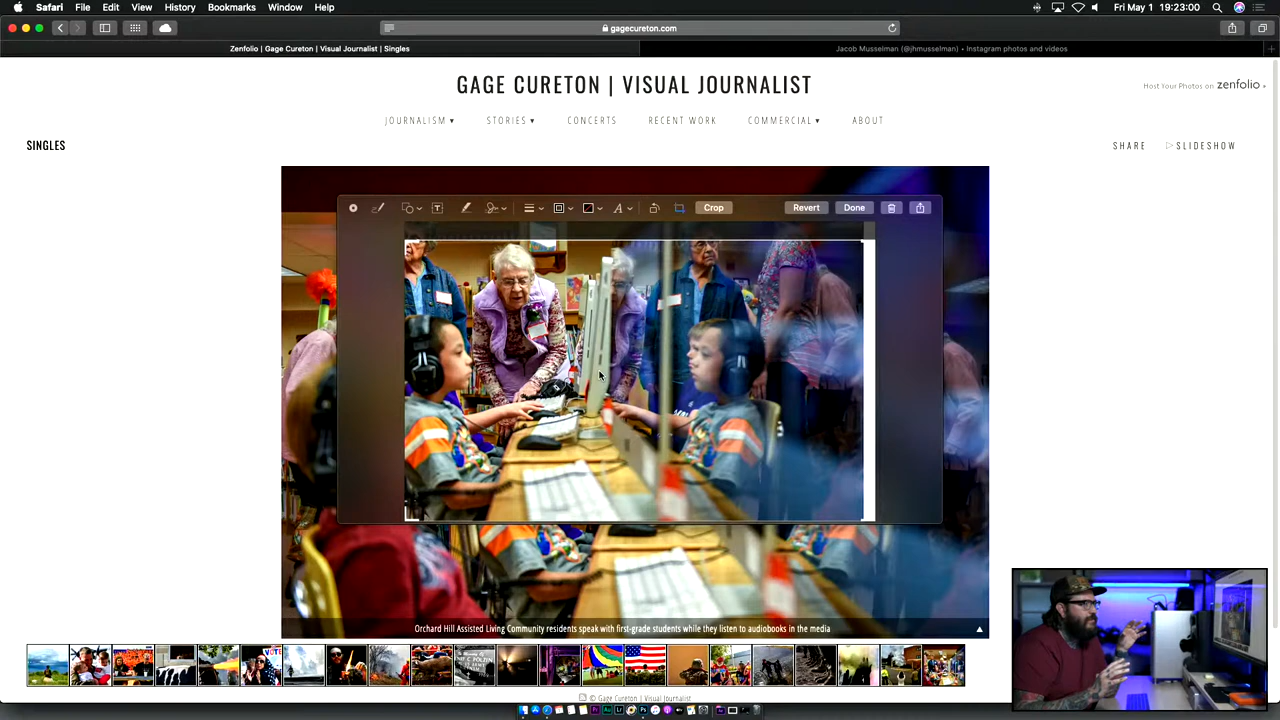 Safari File Edit View History Bookmarks Window Help
Fri May 1 19:23:00
gagecureton.com
Zenfolio | Gage Cureton | Visual Journalist | Singles
Jacob Musselman (@jhmusselman) • Instagram photos and videos
GAGE CURETON | VISUAL JOURNALIST
Host Your Photos on zenfolio »
JOURNALISM ▾ STORIES ▾ CONCERTS RECENT WORK COMMERCIAL ▾ ABOUT
SINGLES
SHARE ▷ SLIDESHOW
Crop Revert Done
Orchard Hill Assisted Living Community residents speak with first-grade students while they listen to audiobooks in the media
VOTE
© Gage Cureton | Visual Journalist